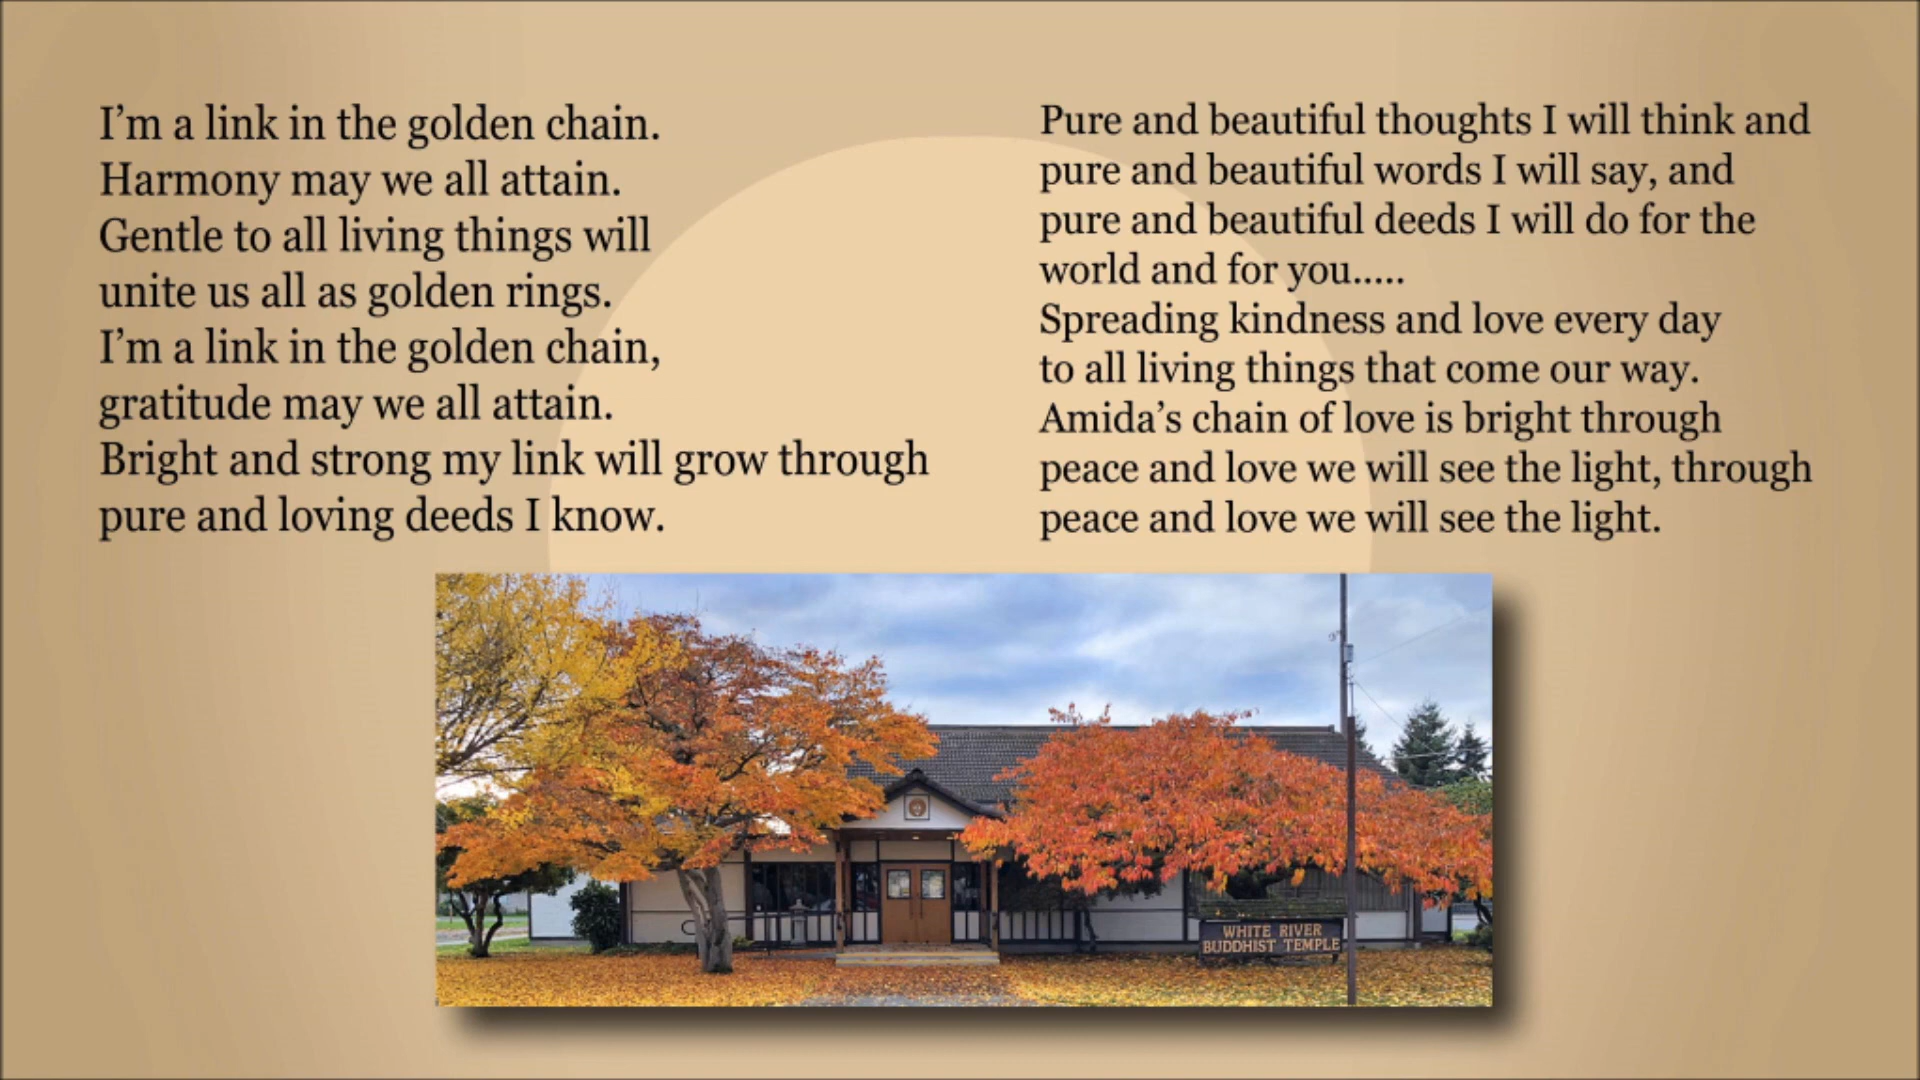 I’m a link in the golden chain.
Harmony may we all attain.
Gentle to all living things will
unite us all as golden rings.
I’m a link in the golden chain,
gratitude may we all attain.
Bright and strong my link will grow through
pure and loving deeds I know.
Pure and beautiful thoughts I will think and
pure and beautiful words I will say, and
pure and beautiful deeds I will do for the
world and for you.....
Spreading kindness and love every day
to all living things that come our way.
Amida’s chain of love is bright through
peace and love we will see the light, through
peace and love we will see the light.
WHITE RIVER
BUDDHIST TEMPLE